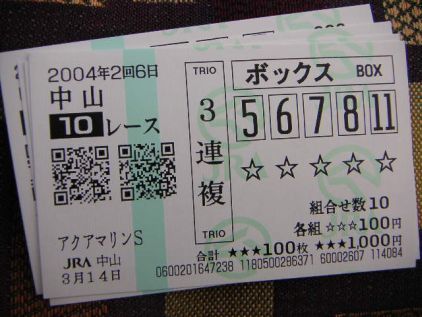 2004年2回6日
中山
10レース
アクアマリンS
JRA 中山
3月14日
TRIO
3連複
TRIO
ボックス BOX
5 6 7 8 11
☆ ☆ ☆ ☆ ☆
組合せ数10
各組 ☆☆☆100円
合計 ★★★100枚 ★★★1,000円
0600201647238 1180500286371 60002607 114084